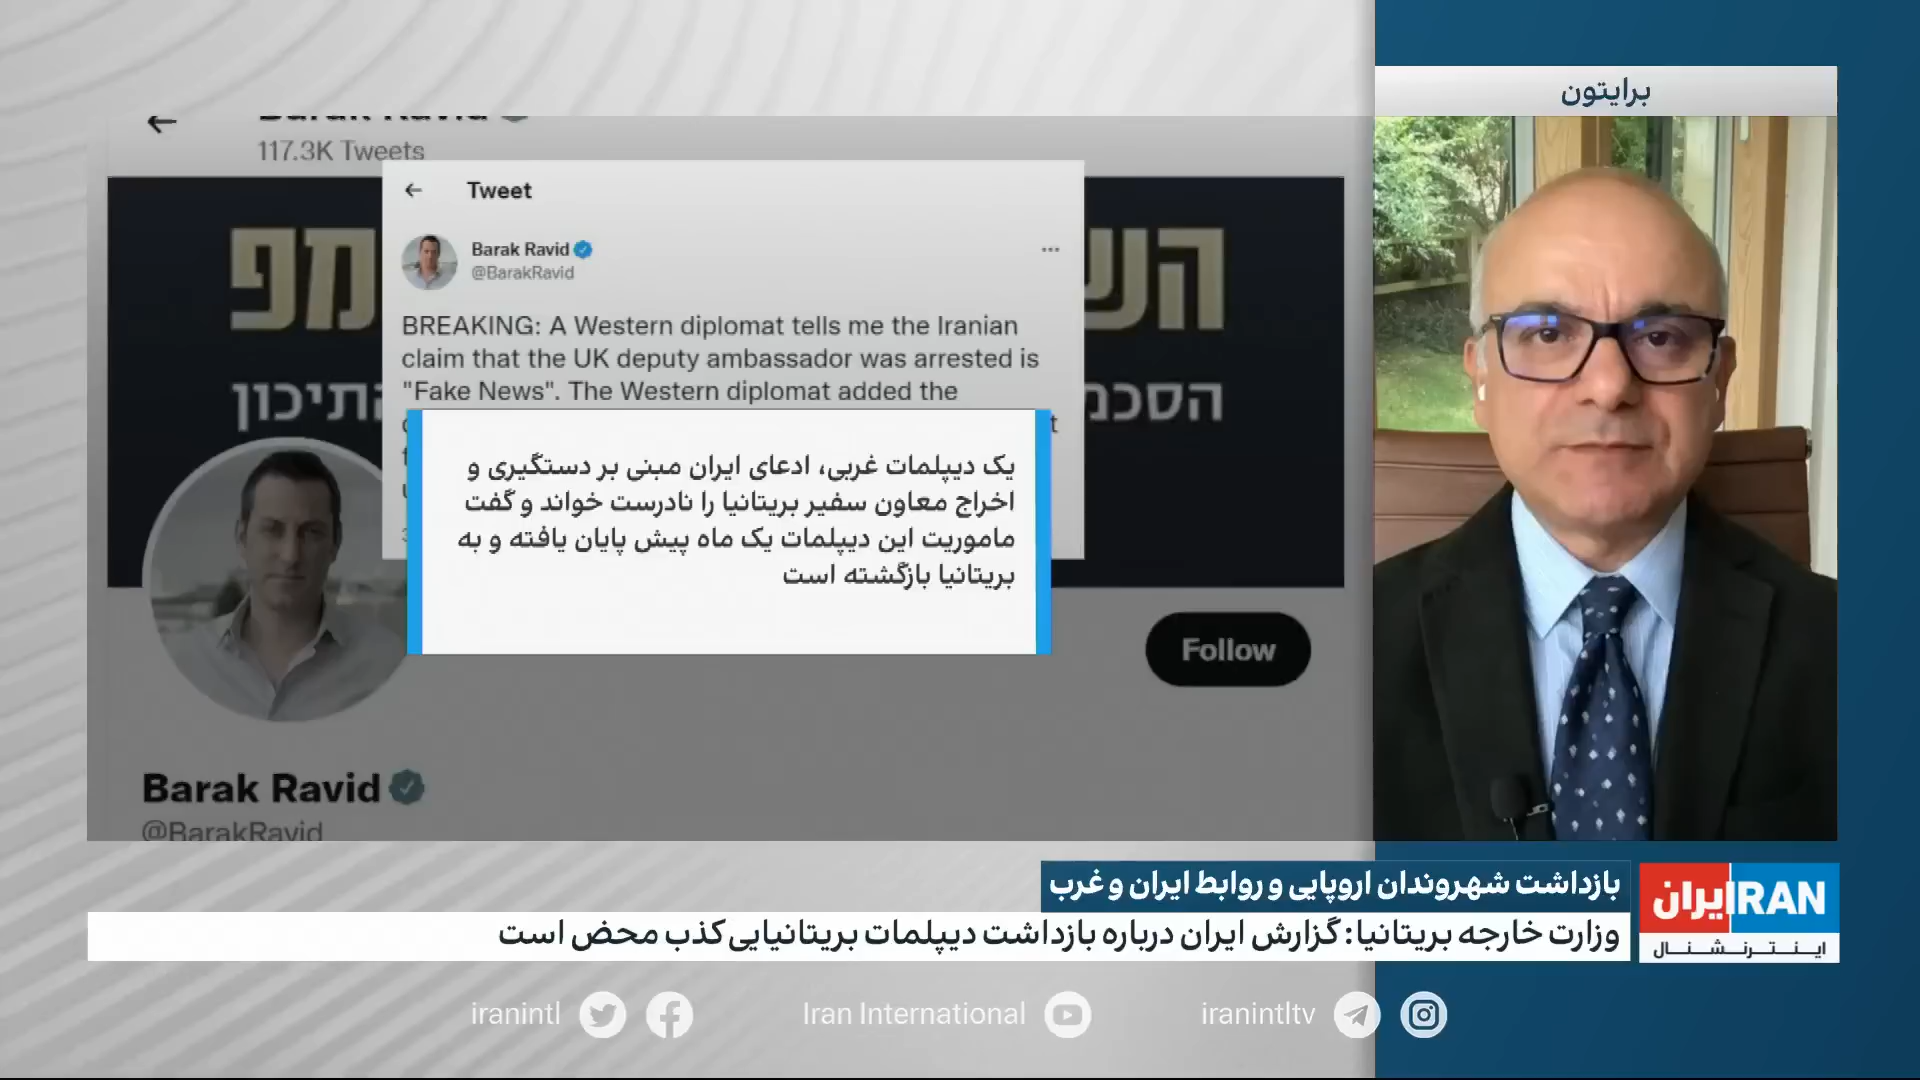 برایتون
117.3K Tweets
Tweet
Barak Ravid
@BarakRavid
BREAKING: A Western diplomat tells me the Iranian
claim that the UK deputy ambassador was arrested is
"Fake News". The Western diplomat added the
یک دیپلمات غربی، ادعای ایران مبنی بر دستگیری و
اخراج معاون سفیر بریتانیا را نادرست خواند و گفت
ماموریت این دیپلمات یک ماه پیش پایان یافته و به
بریتانیا بازگشته است
הסכמ
התיכון
Follow
Barak Ravid
@BarakRavid
بازداشت شهروندان اروپایی و روابط ایران و غرب
وزارت خارجه بریتانیا: گزارش ایران درباره بازداشت دیپلمات بریتانیایی کذب محض است
ایران IRAN
اینترنشنال
iranintl
Iran International
iranintltv